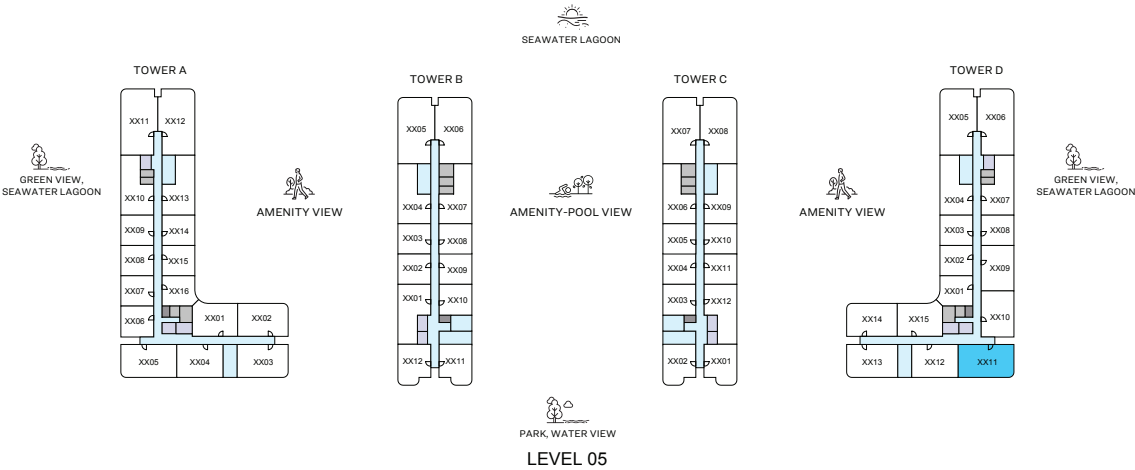 SEAWATER LAGOON
TOWER A
TOWER B
TOWER C
TOWER D
XX11 XX12
XX10 XX13
XX09 XX14
XX08 XX15
XX07 XX16
XX06 XX01 XX02
XX05 XX04 XX03
XX05 XX06
XX04 XX07
XX03 XX08
XX02 XX09
XX01 XX10
XX12 XX11
XX07 XX08
XX06 XX09
XX05 XX10
XX04 XX11
XX03 XX12
XX02 XX01
XX05 XX06
XX04 XX07
XX03 XX08
XX02 XX09
XX01
XX14 XX15 XX10
XX13 XX12 XX11
GREEN VIEW,
SEAWATER LAGOON
AMENITY VIEW
AMENITY-POOL VIEW
AMENITY VIEW
GREEN VIEW,
SEAWATER LAGOON
PARK, WATER VIEW
LEVEL 05